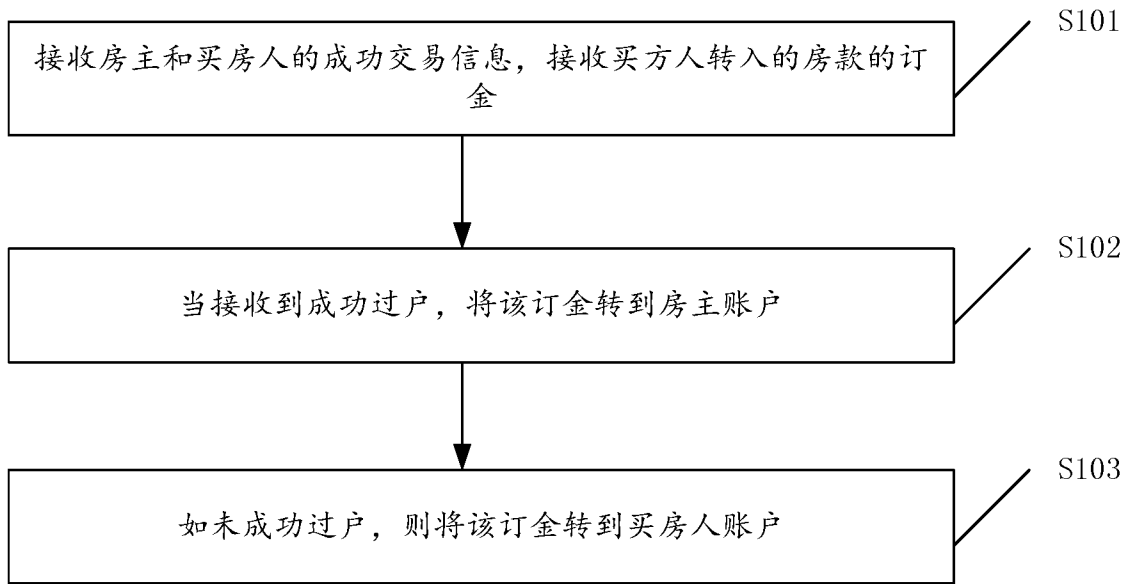 S101
接收房主和买房人的成功交易信息，接收买方人转入的房款的订
金
S102
当接收到成功过户，将该订金转到房主账户
S103
如未成功过户，则将该订金转到买房人账户